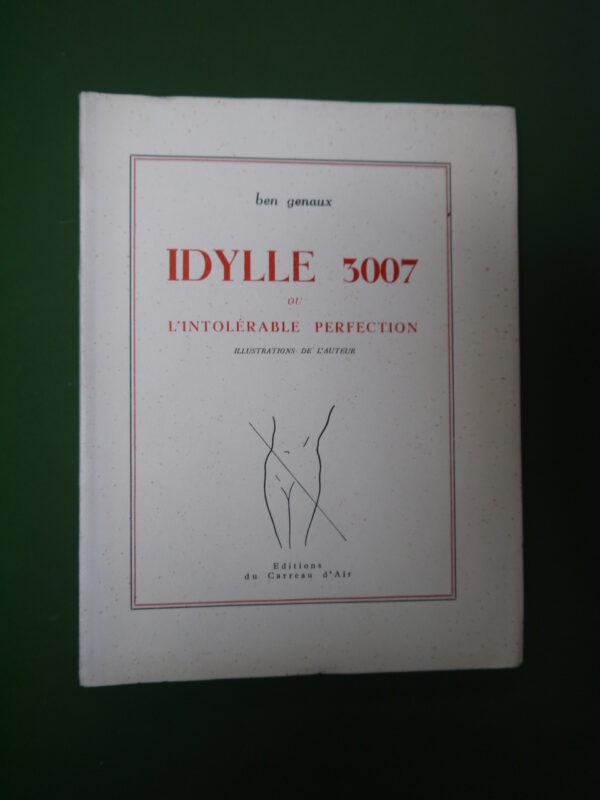 ben genaux
IDYLLE 3007
OU
L'INTOLÉRABLE PERFECTION
ILLUSTRATIONS DE L'AUTEUR
Editions
du Carreau d'Air